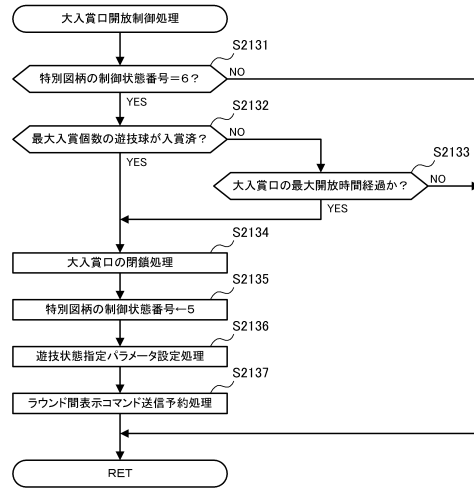 大入賞口開放制御処理
S2131
特別図柄の制御状態番号=6?
NO
YES
S2132
最大入賞個数の遊技球が入賞済?
NO
YES
S2133
大入賞口の最大開放時間経過か?
NO
YES
S2134
大入賞口の閉鎖処理
S2135
特別図柄の制御状態番号←5
S2136
遊技状態指定パラメータ設定処理
S2137
ラウンド間表示コマンド送信予約処理
RET